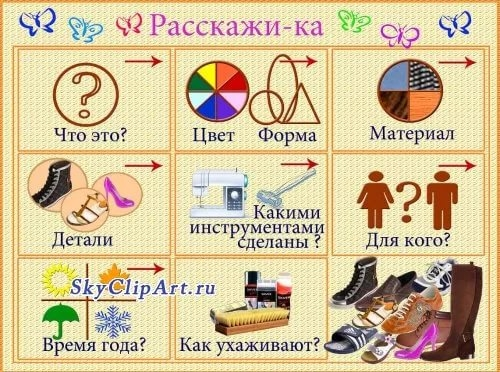 Расскажи-ка
Что это?
Цвет Форма
Материал
Детали
Какими
инструментами
сделаны ?
Для кого?
SkyClipArt.ru
Время года?
Как ухаживают?